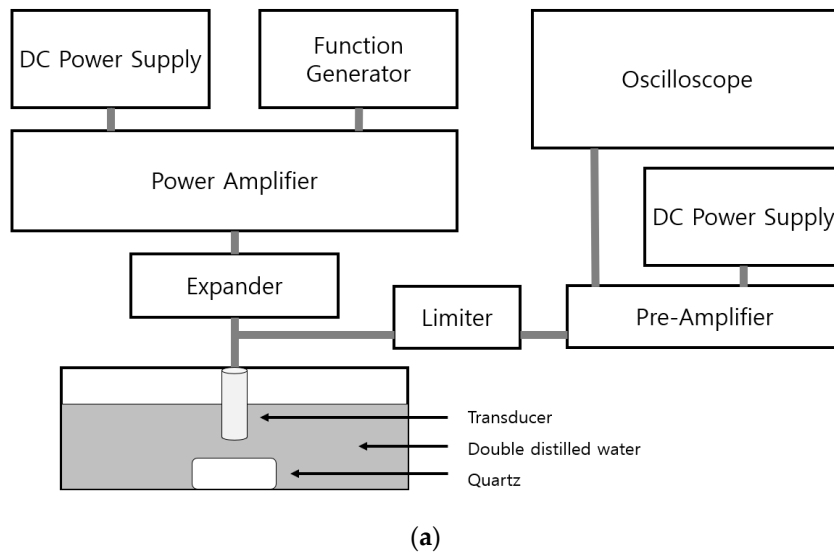 DC Power Supply
Function
Generator
Oscilloscope
Power Amplifier
DC Power Supply
Expander
Limiter
Pre-Amplifier
Transducer
Double distilled water
Quartz
(a)